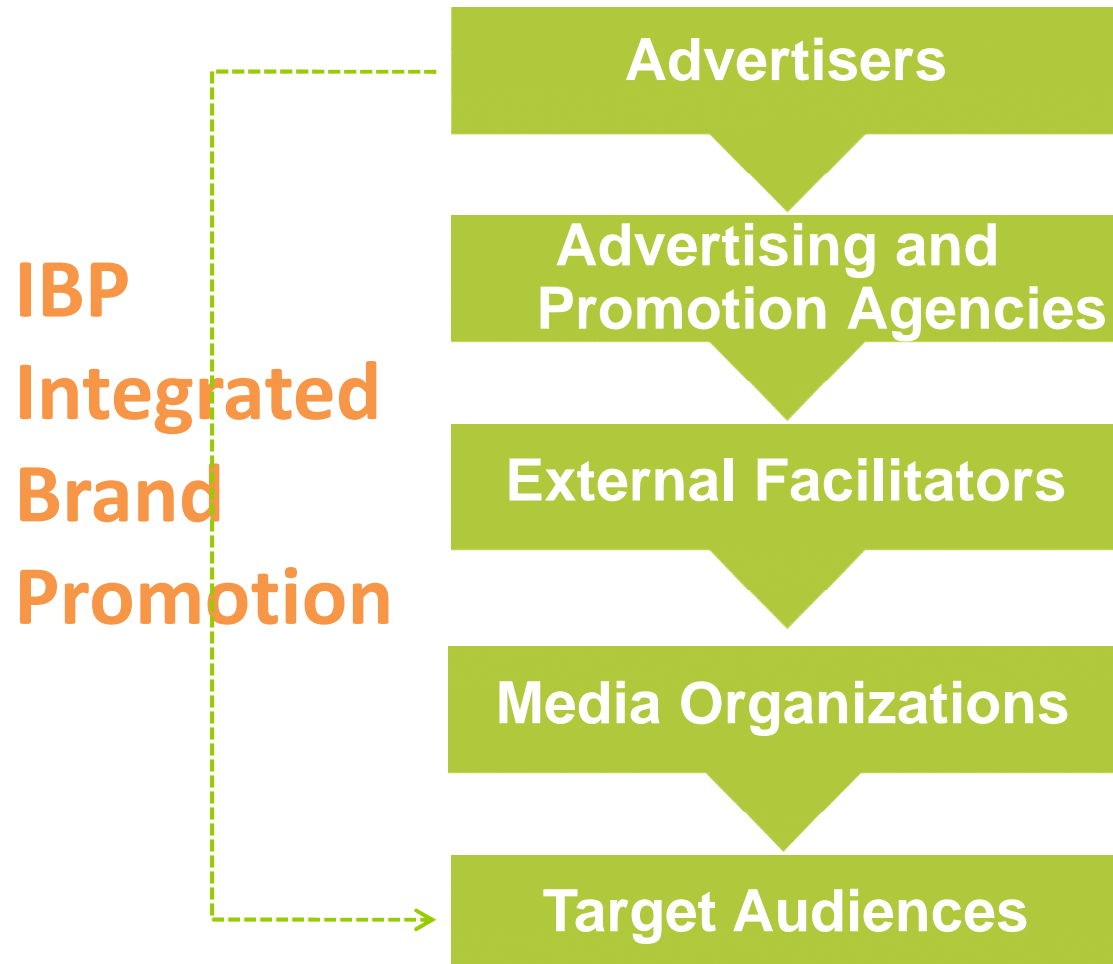 IBP
Integrated
Brand
Promotion
Advertisers
Advertising and
Promotion Agencies
External Facilitators
Media Organizations
Target Audiences